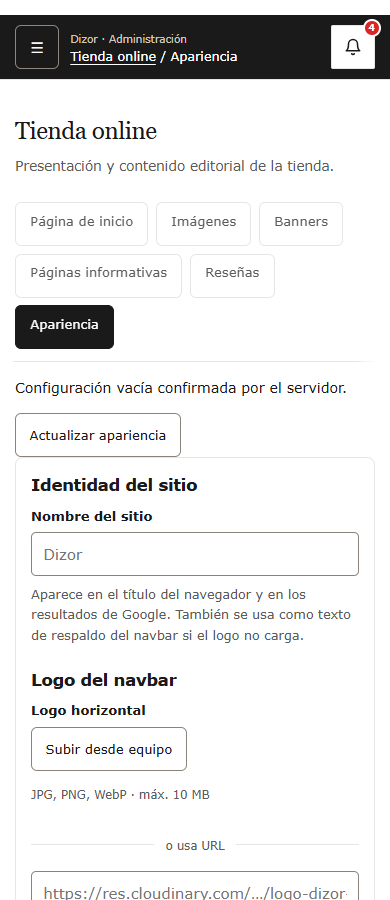 Dizor · Administración
Tienda online / Apariencia
4
Tienda online
Presentación y contenido editorial de la tienda.
Página de inicio
Imágenes
Banners
Páginas informativas
Reseñas
Apariencia
Configuración vacía confirmada por el servidor.
Actualizar apariencia
Identidad del sitio
Nombre del sitio
Dizor
Aparece en el título del navegador y en los
resultados de Google. También se usa como texto
de respaldo del navbar si el logo no carga.
Logo del navbar
Logo horizontal
Subir desde equipo
JPG, PNG, WebP · máx. 10 MB
o usa URL
https://res.cloudinary.com/.../logo-dizor-